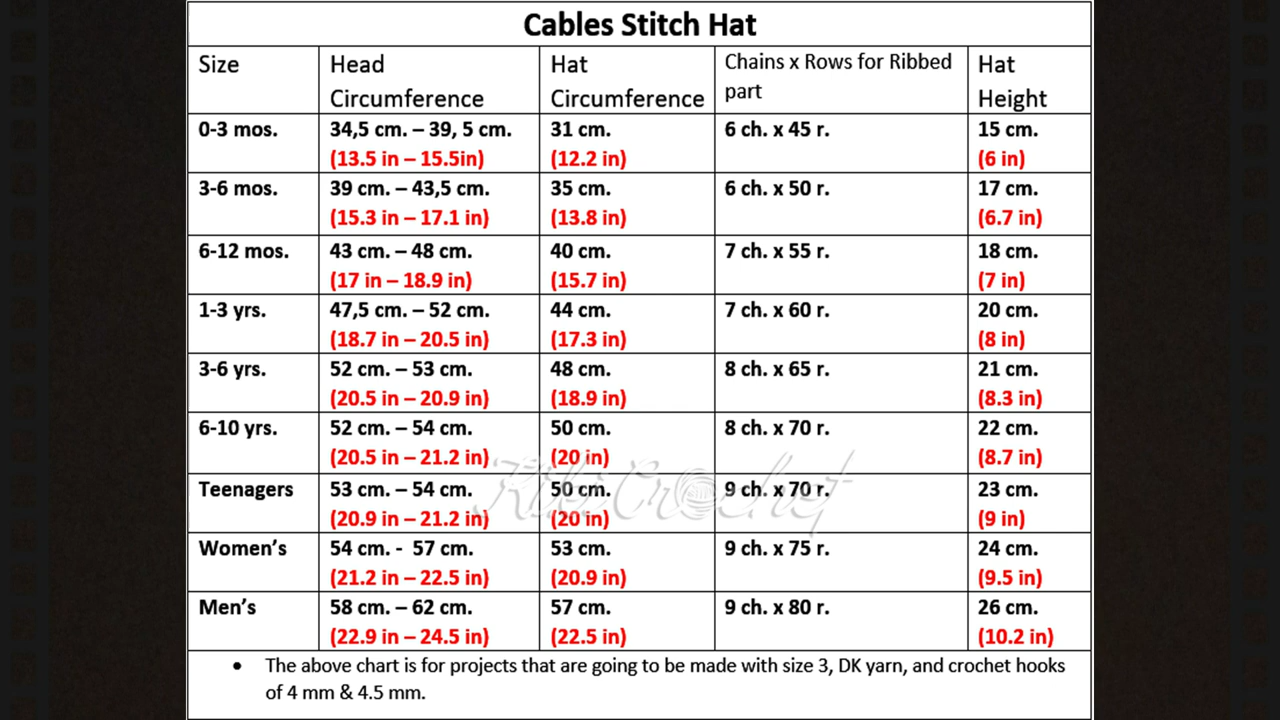 Cables Stitch Hat
Size
Head
Circumference
Hat
Circumference
Chains x Rows for Ribbed
part
Hat
Height
0-3 mos.
34,5 cm. – 39, 5 cm.
(13.5 in – 15.5in)
31 cm.
(12.2 in)
6 ch. x 45 r.
15 cm.
(6 in)
3-6 mos.
39 cm. – 43,5 cm.
(15.3 in – 17.1 in)
35 cm.
(13.8 in)
6 ch. x 50 r.
17 cm.
(6.7 in)
6-12 mos.
43 cm. – 48 cm.
(17 in – 18.9 in)
40 cm.
(15.7 in)
7 ch. x 55 r.
18 cm.
(7 in)
1-3 yrs.
47,5 cm. – 52 cm.
(18.7 in – 20.5 in)
44 cm.
(17.3 in)
7 ch. x 60 r.
20 cm.
(8 in)
3-6 yrs.
52 cm. – 53 cm.
(20.5 in – 20.9 in)
48 cm.
(18.9 in)
8 ch. x 65 r.
21 cm.
(8.3 in)
6-10 yrs.
52 cm. – 54 cm.
(20.5 in – 21.2 in)
50 cm.
(20 in)
8 ch. x 70 r.
22 cm.
(8.7 in)
Teenagers
53 cm. – 54 cm.
(20.9 in – 21.2 in)
50 cm.
(20 in)
9 ch. x 70 r.
23 cm.
(9 in)
Kiki Crochet
Women’s
54 cm. -  57 cm.
(21.2 in – 22.5 in)
53 cm.
(20.9 in)
9 ch. x 75 r.
24 cm.
(9.5 in)
Men’s
58 cm. – 62 cm.
(22.9 in – 24.5 in)
57 cm.
(22.5 in)
9 ch. x 80 r.
26 cm.
(10.2 in)
• The above chart is for projects that are going to be made with size 3, DK yarn, and crochet hooks
of 4 mm & 4.5 mm.